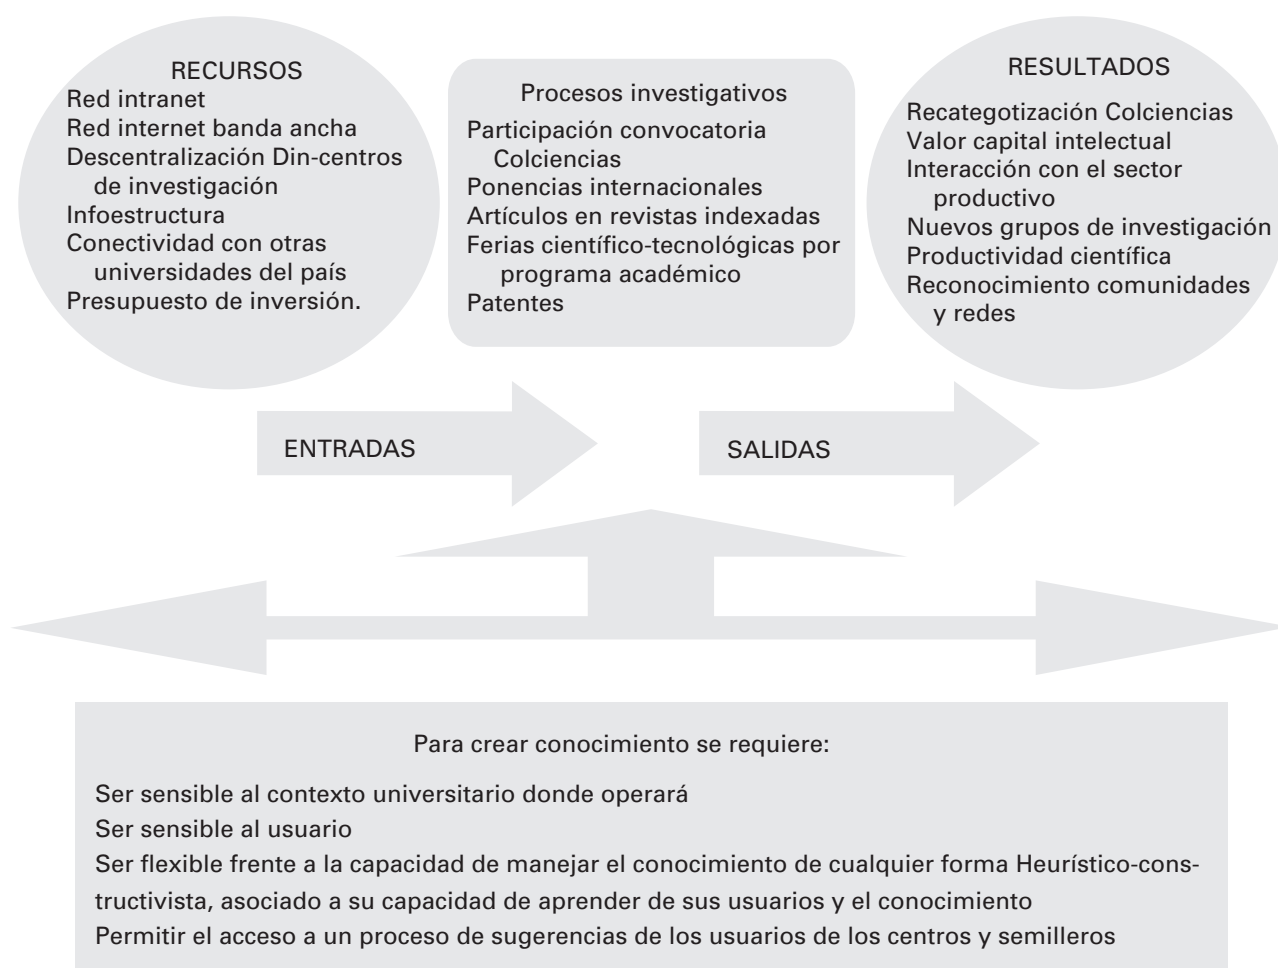 RECURSOS
Red intranet
Red internet banda ancha
Descentralización Din-centros
de investigación
Infoestructura
Conectividad con otras
universidades del país
Presupuesto de inversión.
Procesos investigativos
Participación convocatoria
Colciencias
Ponencias internacionales
Artículos en revistas indexadas
Ferias científico-tecnológicas por
programa académico
Patentes
RESULTADOS
Recategotización Colciencias
Valor capital intelectual
Interacción con el sector
productivo
Nuevos grupos de investigación
Productividad científica
Reconocimiento comunidades
y redes
ENTRADAS
SALIDAS
Para crear conocimiento se requiere:
Ser sensible al contexto universitario donde operará
Ser sensible al usuario
Ser flexible frente a la capacidad de manejar el conocimiento de cualquier forma Heurístico-cons-
tructivista, asociado a su capacidad de aprender de sus usuarios y el conocimiento
Permitir el acceso a un proceso de sugerencias de los usuarios de los centros y semilleros